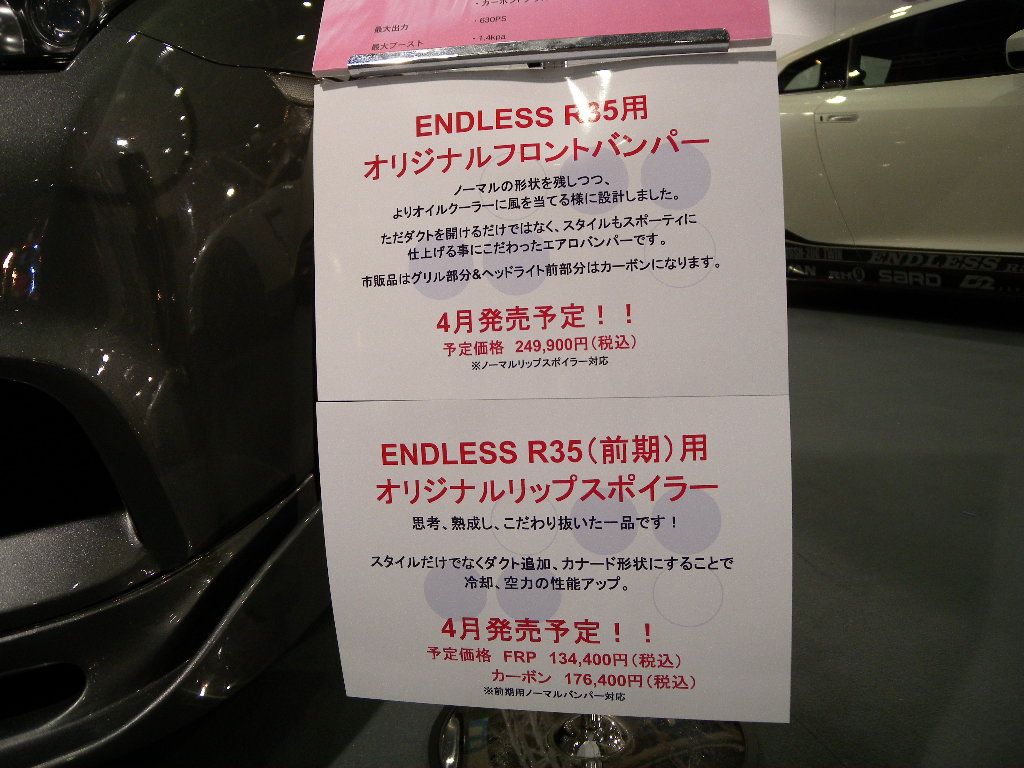 ・カーボン
最大出力 ・630PS
最大ブースト ・1.4kpa
ENDLESS R35用
オリジナルフロントバンパー
ノーマルの形状を残しつつ、
よりオイルクーラーに風を当てる様に設計しました。
ただダクトを開けるだけではなく、スタイルもスポーティに
仕上げる事にこだわったエアロバンパーです。
市販品はグリル部分&ヘッドライト前部分はカーボンになります。
4月発売予定！！
予定価格 249,900円（税込）
※ノーマルリップスポイラー対応
ENDLESS R35（前期）用
オリジナルリップスポイラー
思考、熟成し、こだわり抜いた一品です！
スタイルだけでなくダクト追加、カナード形状にすることで
冷却、空力の性能アップ。
4月発売予定！！
予定価格 FRP 134,400円（税込）
カーボン 176,400円（税込）
※前期用ノーマルバンパー対応
ENDLESS
SARD